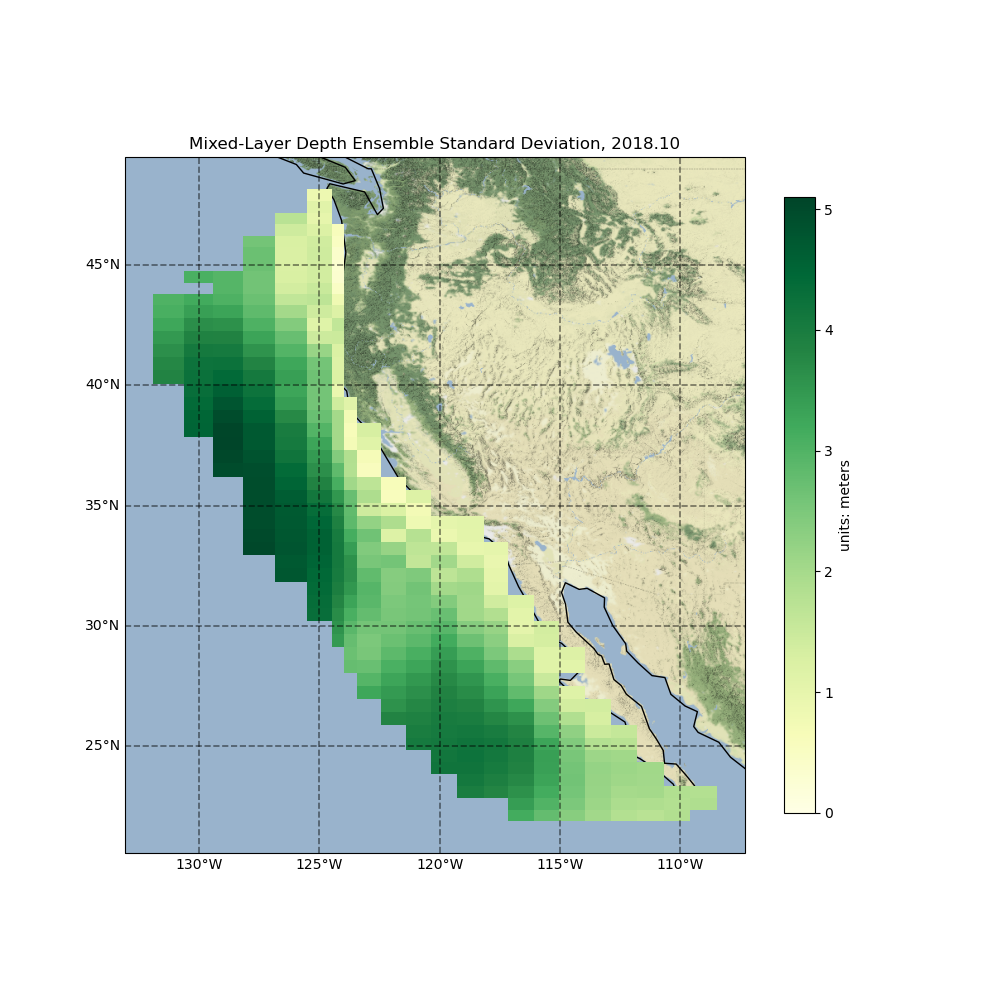 Mixed-Layer Depth Ensemble Standard Deviation, 2018.10
45°N
40°N
35°N
30°N
25°N
130°W 125°W 120°W 115°W 110°W
5
4
3
2
1
0
units: meters